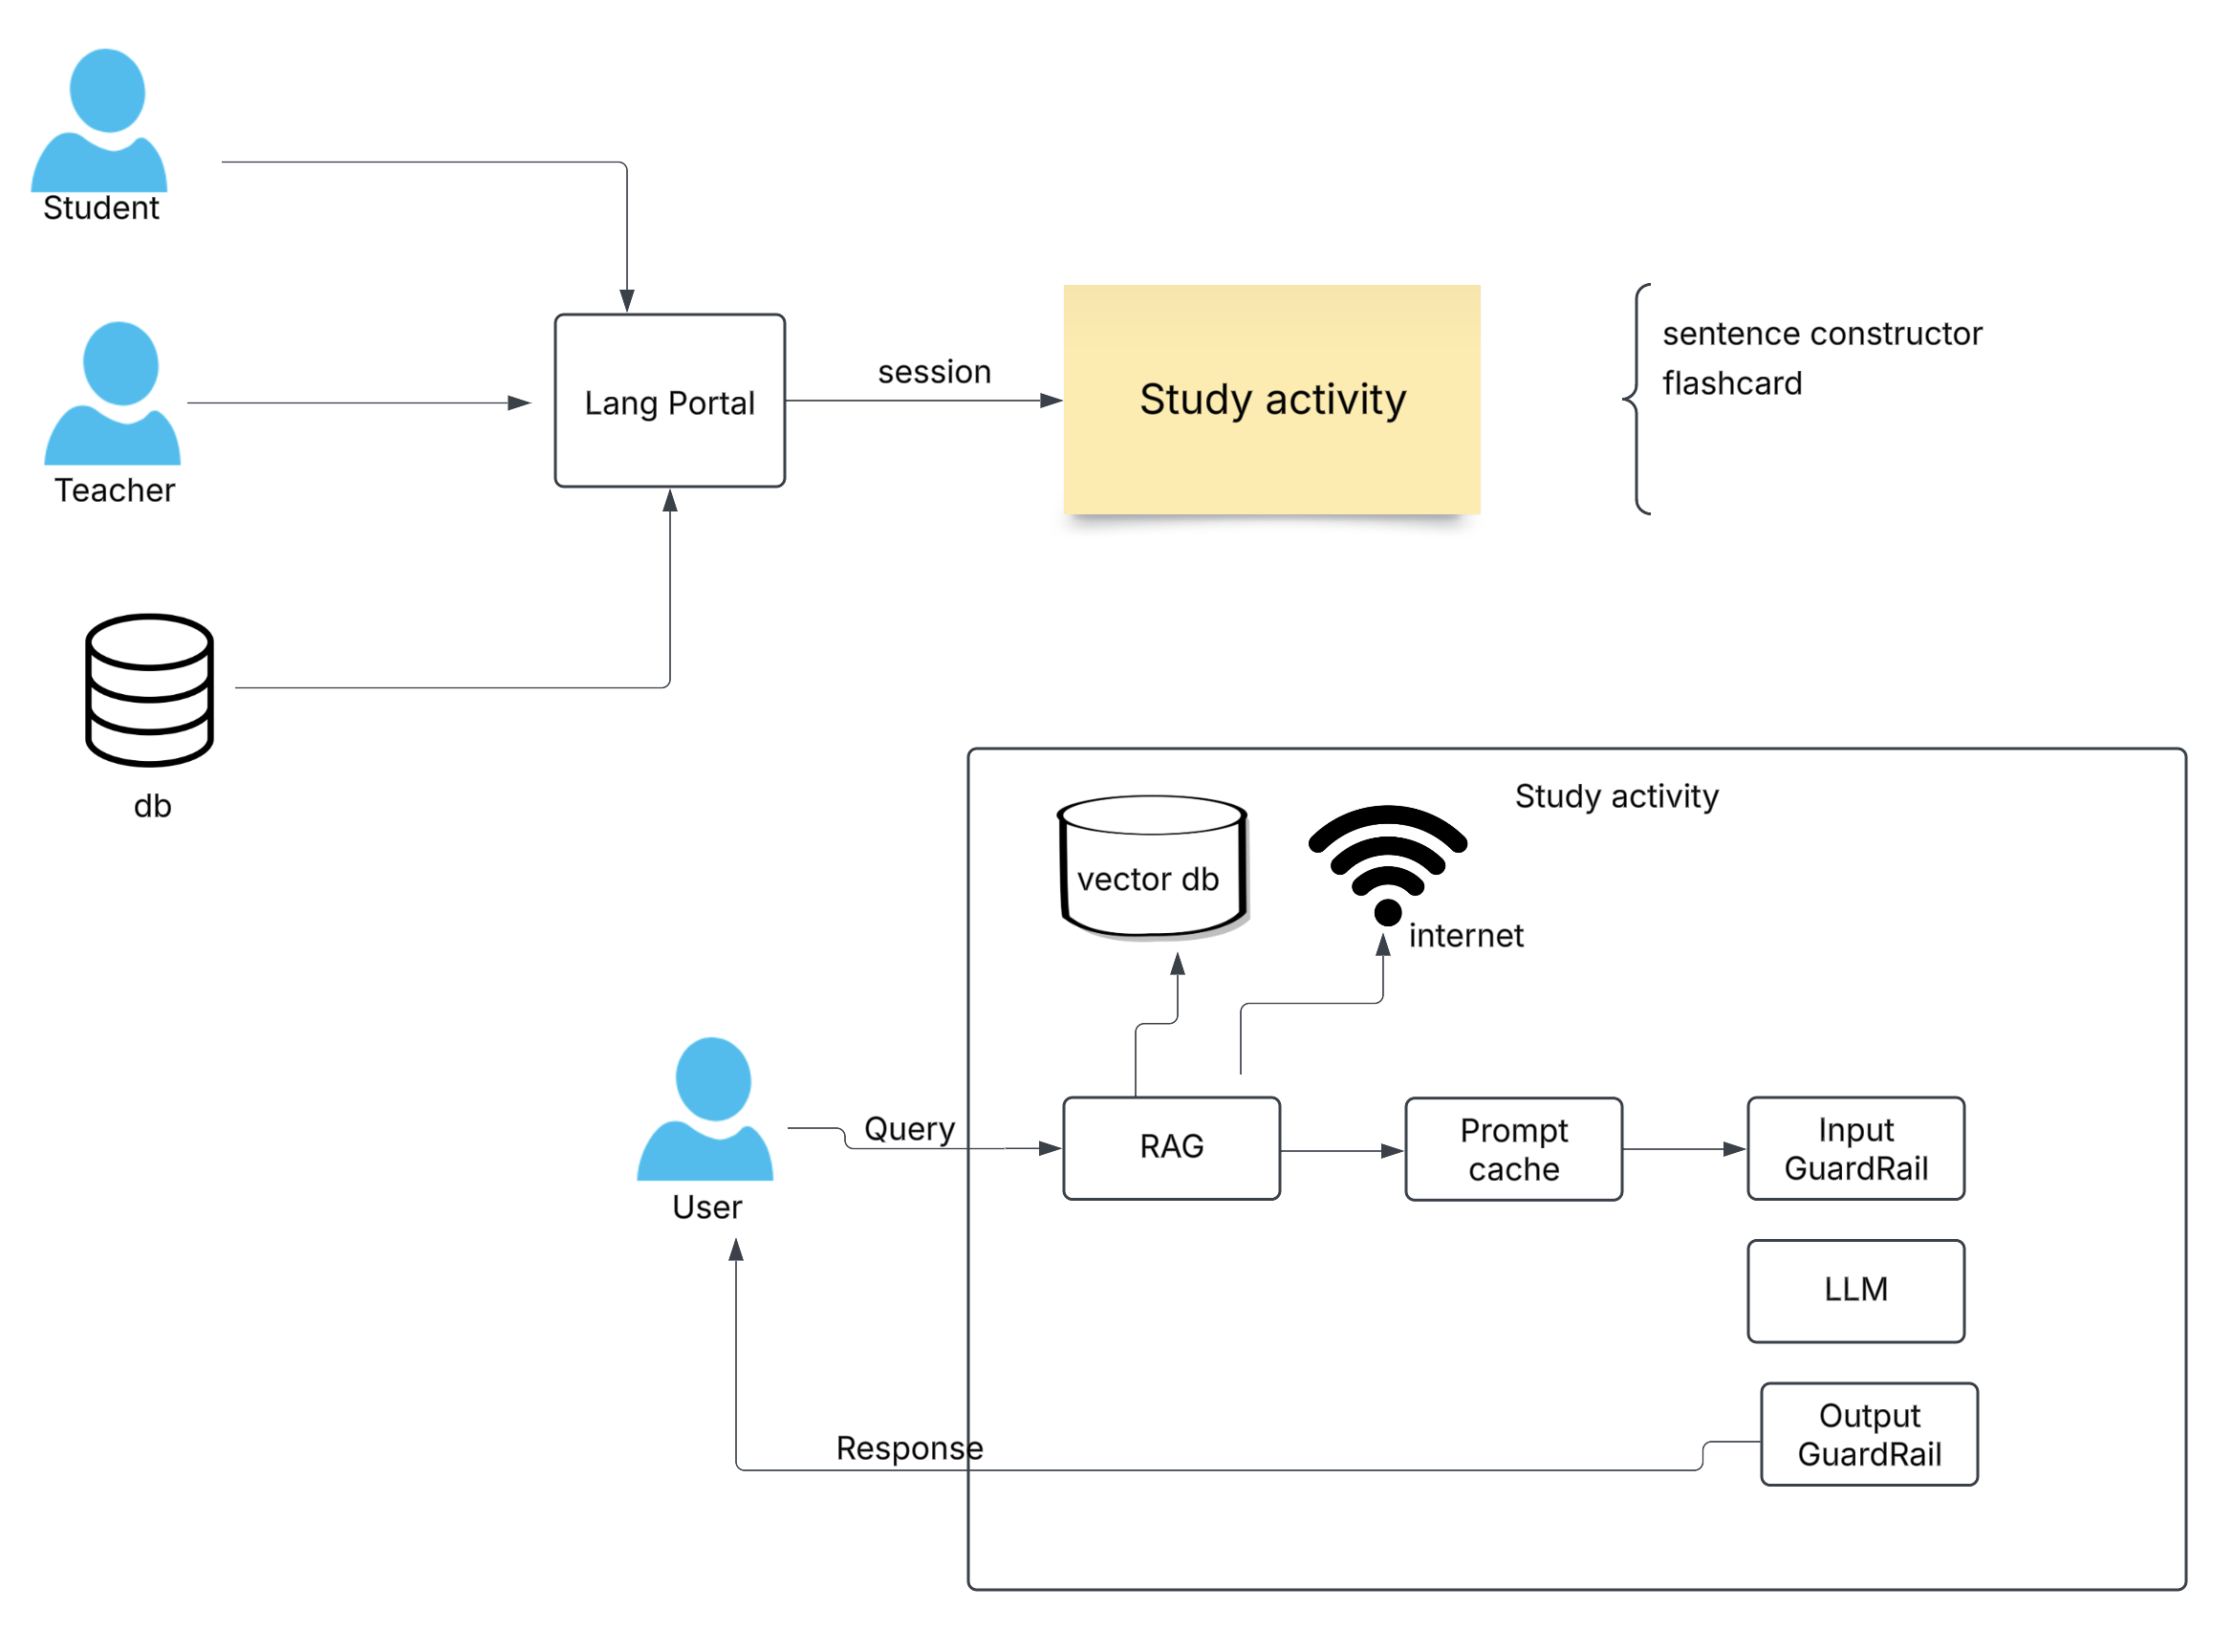 Student
Teacher
Lang Portal
session
Study activity
sentence constructor
flashcard
db
Study activity
vector db
internet
User
Query
RAG
Prompt
cache
Input
GuardRail
LLM
Output
GuardRail
Response